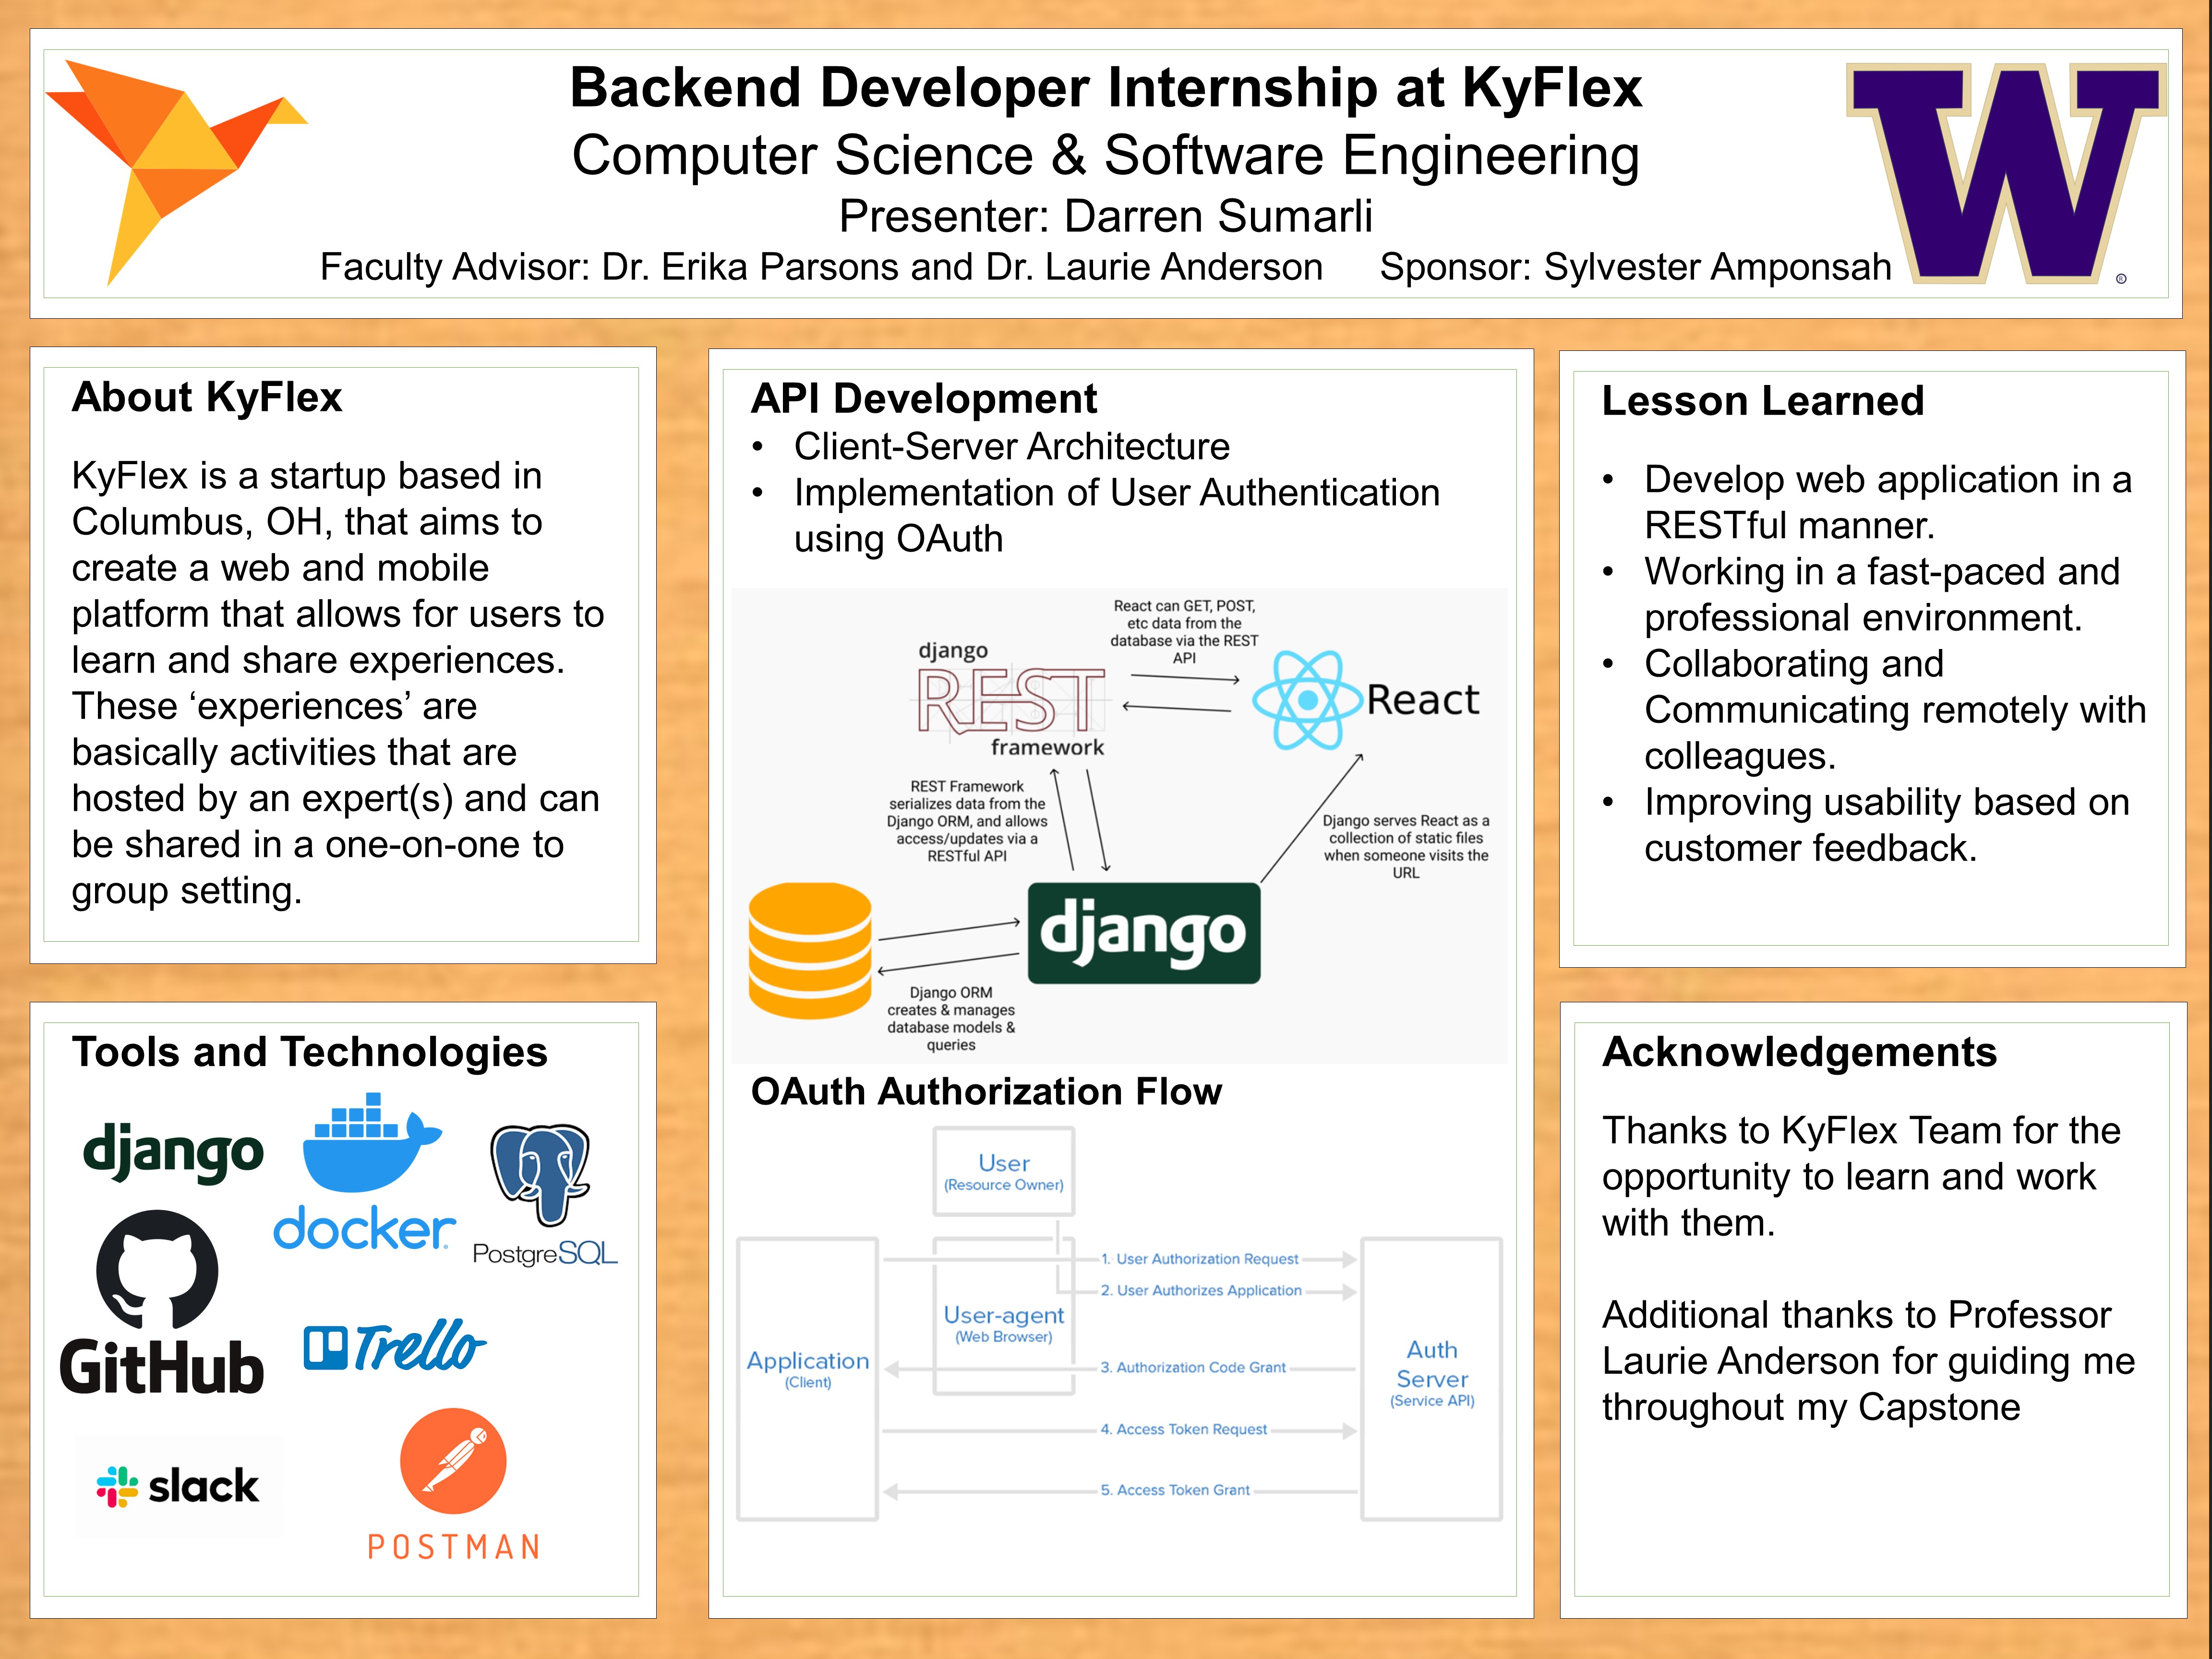 Backend Developer Internship at KyFlex
Computer Science & Software Engineering
Presenter: Darren Sumarli
Faculty Advisor: Dr. Erika Parsons and Dr. Laurie Anderson Sponsor: Sylvester Amponsah
W
®
About KyFlex
KyFlex is a startup based in
Columbus, OH, that aims to
create a web and mobile
platform that allows for users to
learn and share experiences.
These ‘experiences’ are
basically activities that are
hosted by an expert(s) and can
be shared in a one-on-one to
group setting.
Tools and Technologies
django
docker
PostgreSQL
GitHub
Trello
slack
POSTMAN
API Development
• Client-Server Architecture
• Implementation of User Authentication
using OAuth
React can GET, POST,
etc data from the
database via the REST
API
django
REST
framework
React
REST Framework
serializes data from the
Django ORM, and allows
access/updates via a
RESTful API
Django serves React as a
collection of static files
when someone visits the
URL
django
Django ORM
creates & manages
database models &
queries
OAuth Authorization Flow
User
(Resource Owner)
1. User Authorization Request
2. User Authorizes Application
User-agent
(Web Browser)
Application
(Client)
3. Authorization Code Grant
Auth
Server
(Service API)
4. Access Token Request
5. Access Token Grant
Lesson Learned
• Develop web application in a
RESTful manner.
• Working in a fast-paced and
professional environment.
• Collaborating and
Communicating remotely with
colleagues.
• Improving usability based on
customer feedback.
Acknowledgements
Thanks to KyFlex Team for the
opportunity to learn and work
with them.
Additional thanks to Professor
Laurie Anderson for guiding me
throughout my Capstone